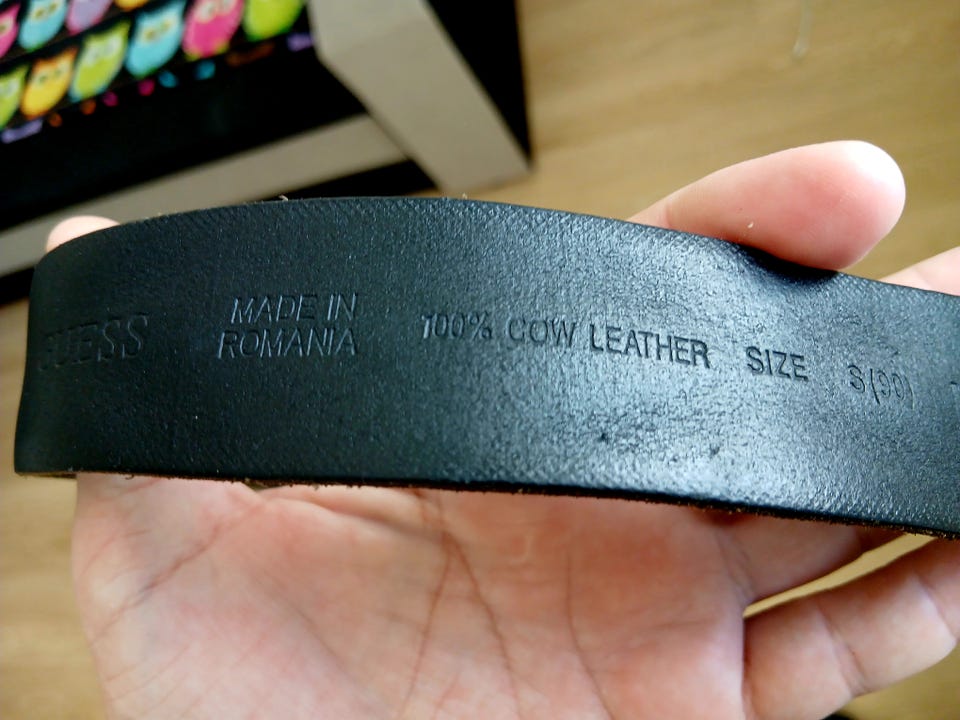 GUESS
MADE IN
ROMANIA
100% COW LEATHER SIZE S(90)